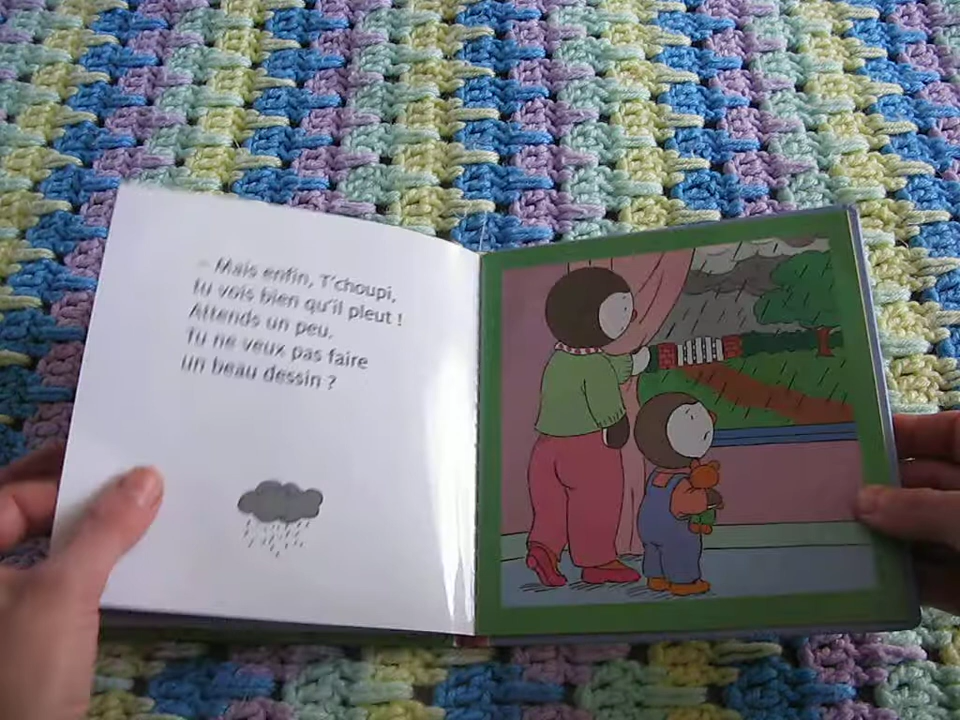 – Mais enfin, T'choupi,
tu vois bien qu'il pleut !
Attends un peu.
Tu ne veux pas faire
un beau dessin ?